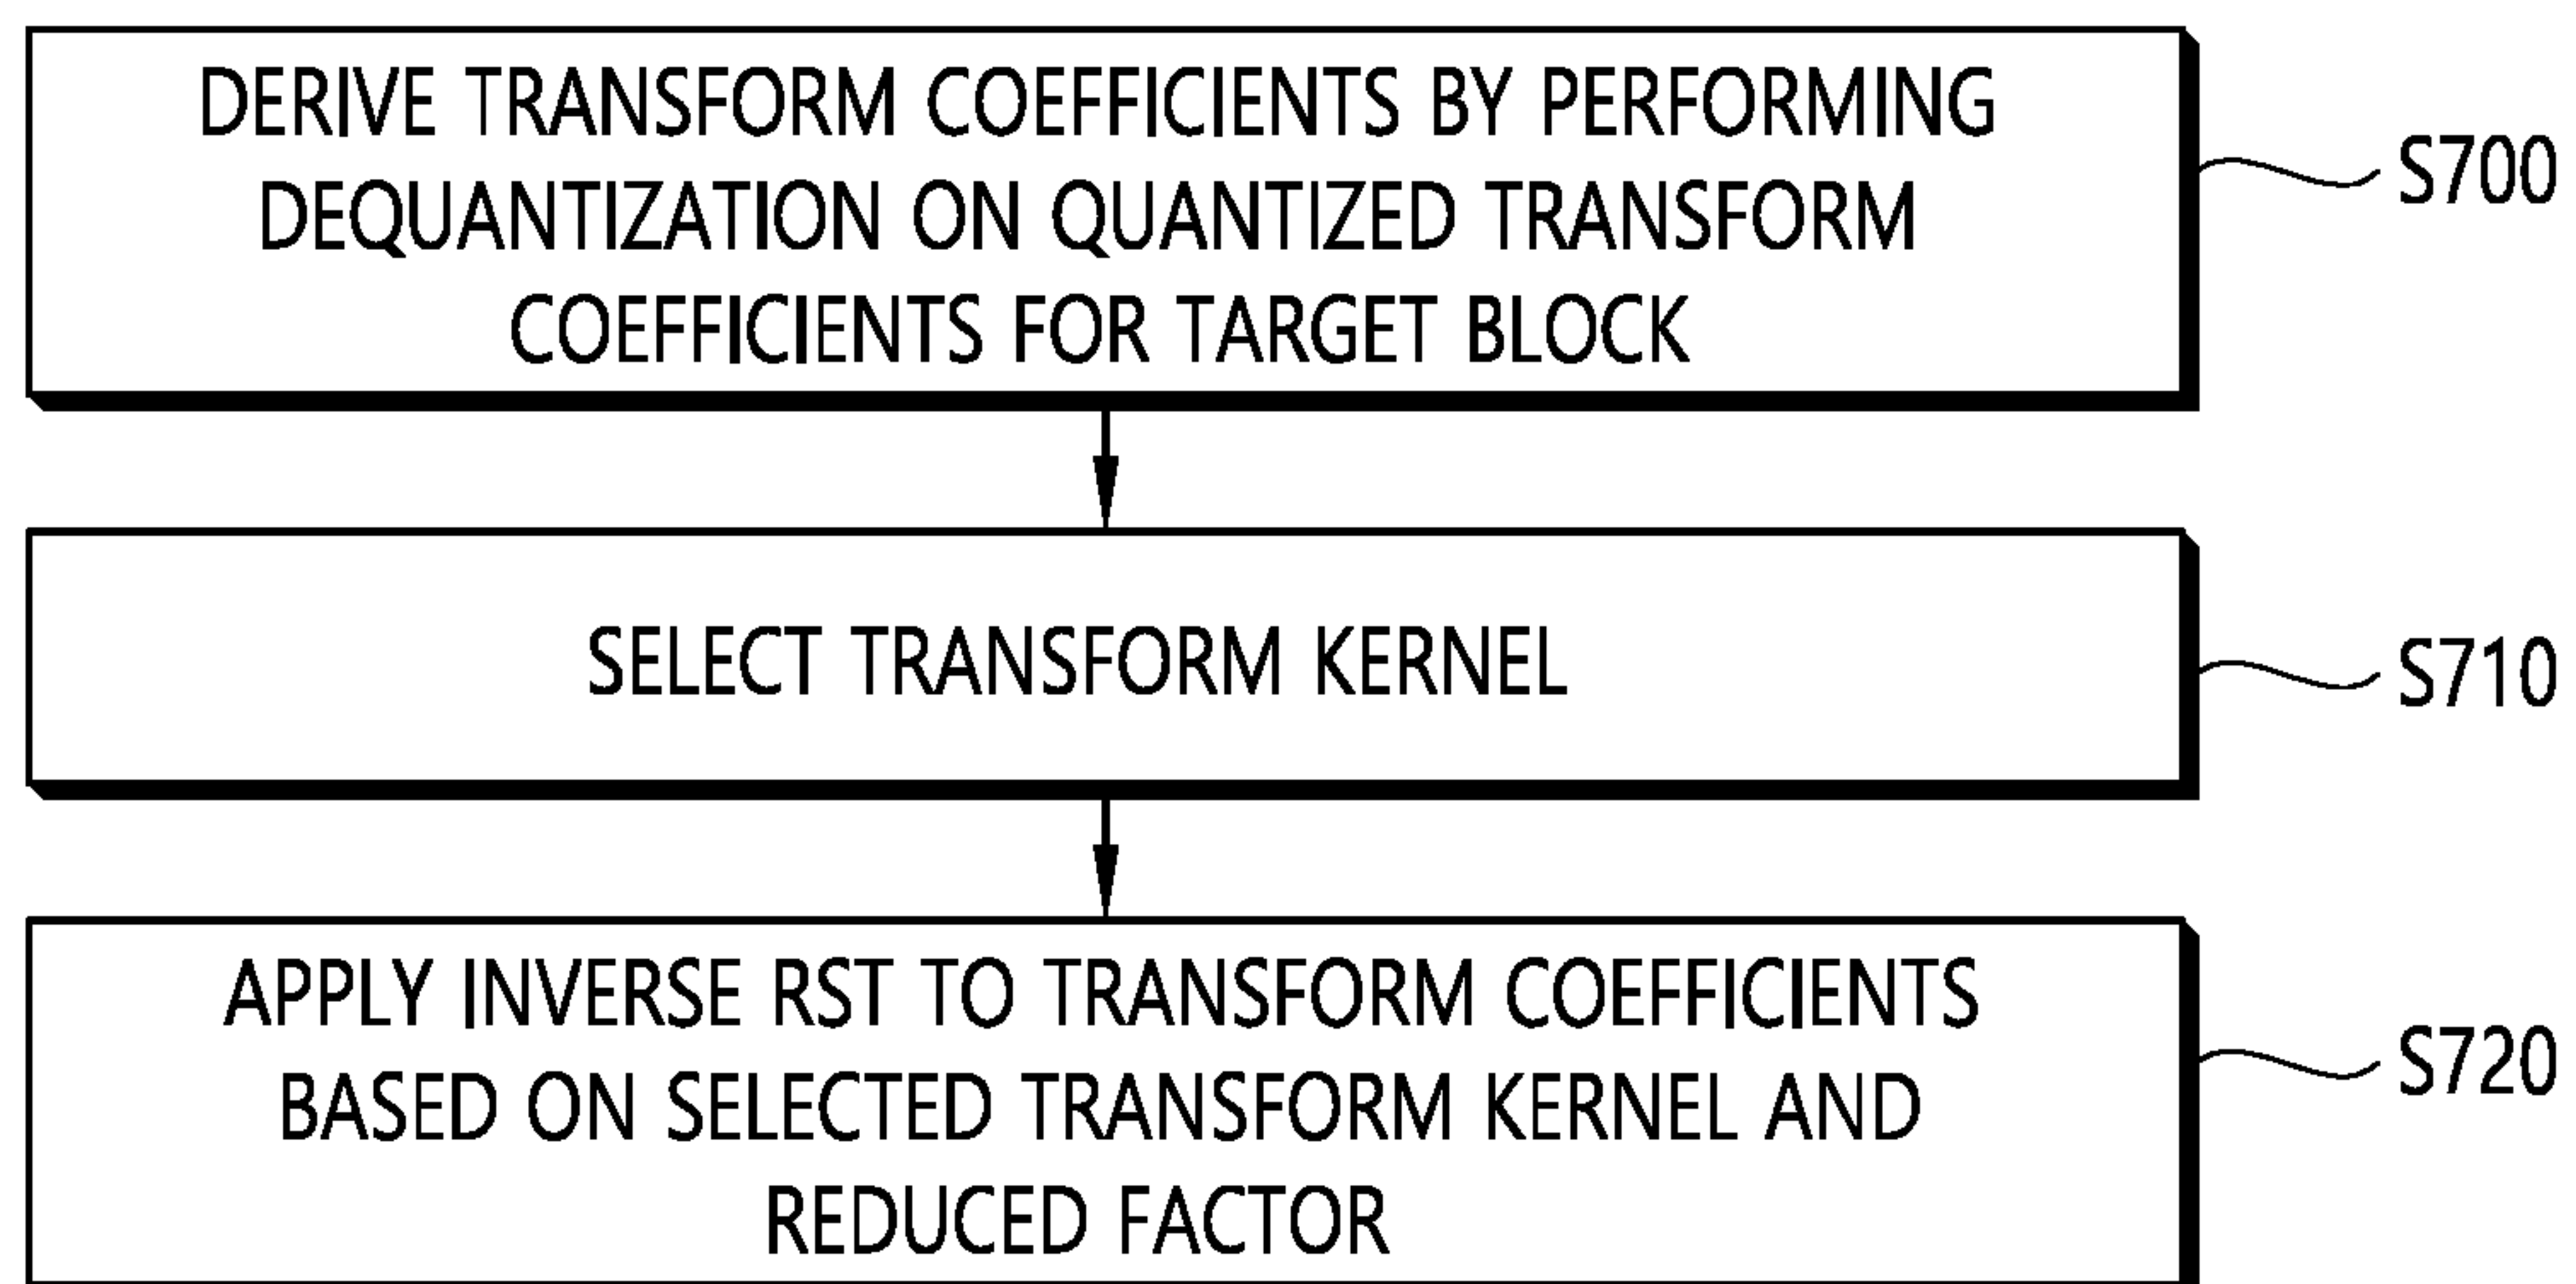 DERIVE TRANSFORM COEFFICIENTS BY PERFORMING
DEQUANTIZATION ON QUANTIZED TRANSFORM
COEFFICIENTS FOR TARGET BLOCK
S700
SELECT TRANSFORM KERNEL
S710
APPLY INVERSE RST TO TRANSFORM COEFFICIENTS
BASED ON SELECTED TRANSFORM KERNEL AND
REDUCED FACTOR
S720